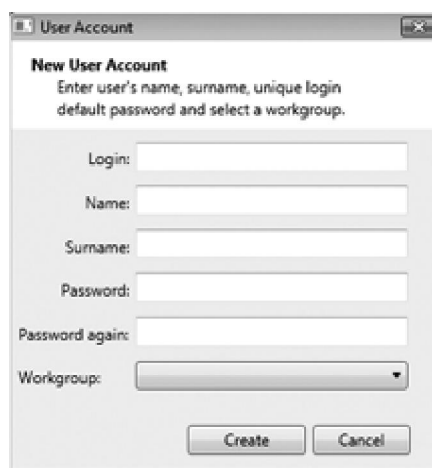 User Account
New User Account
Enter user's name, surname, unique login
default password and select a workgroup.
Login:
Name:
Surname:
Password:
Password again:
Workgroup:
Create Cancel